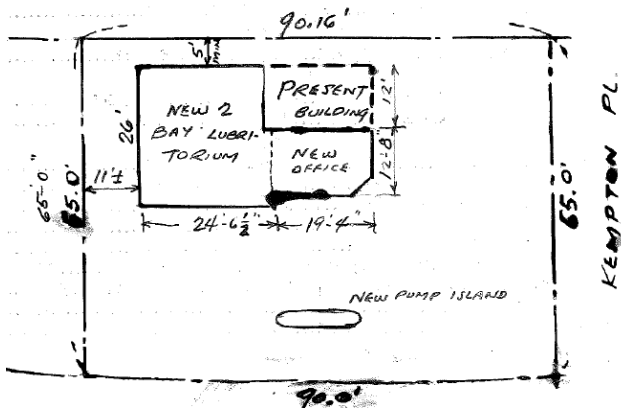 90.16'
5' MIN
PRESENT
BUILDING
12'
NEW 2
BAY LUBRI-
TORIUM
26'
NEW
OFFICE
12'-8"
11'±
65'-0"
65.0'
24'-6½"
19'-4"
65.0'
KEMPTON PL.
NEW PUMP ISLAND
90.0'